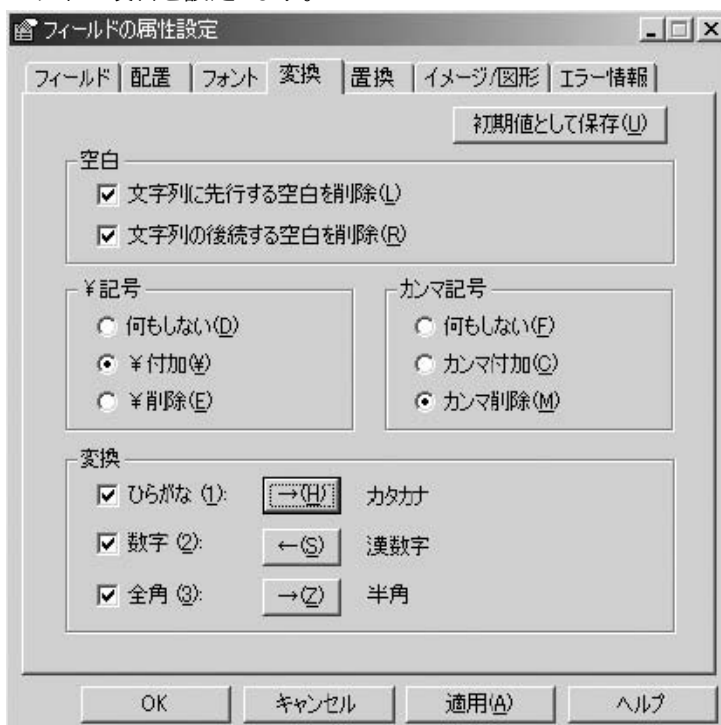 フィールドの属性設定
フィールド 配置 フォント 変換 置換 イメージ/図形 エラー情報
初期値として保存(U)
空白
文字列に先行する空白を削除(L)
文字列の後続する空白を削除(R)
¥記号 カンマ記号
何もしない(D) 何もしない(F)
¥付加(¥) カンマ付加(C)
¥削除(E) カンマ削除(M)
変換
ひらがな (1): →(H) カタカナ
数字 (2): ←(S) 漢数字
全角 (3): →(Z) 半角
OK キャンセル 適用(A) ヘルプ